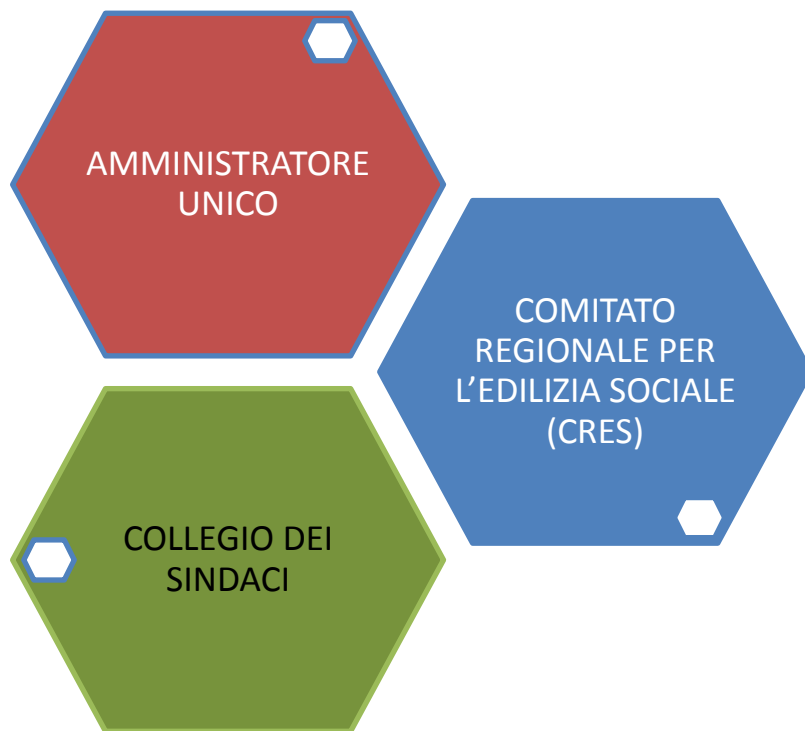 AMMINISTRATORE
UNICO
COMITATO
REGIONALE PER
L’EDILIZIA SOCIALE
(CRES)
COLLEGIO DEI
SINDACI